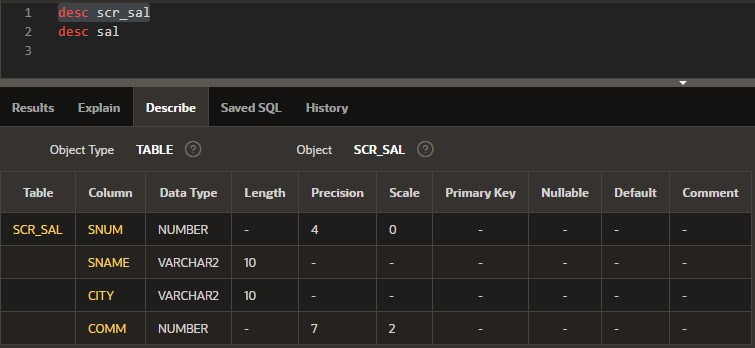 1 desc scr_sal
2 desc sal
3
Results Explain Describe Saved SQL History
Object Type TABLE ? Object SCR_SAL ?
Table Column Data Type Length Precision Scale Primary Key Nullable Default Comment
SCR_SAL SNUM NUMBER - 4 0 - - - -
SNAME VARCHAR2 10 - - - - - -
CITY VARCHAR2 10 - - - - - -
COMM NUMBER - 7 2 - - - -